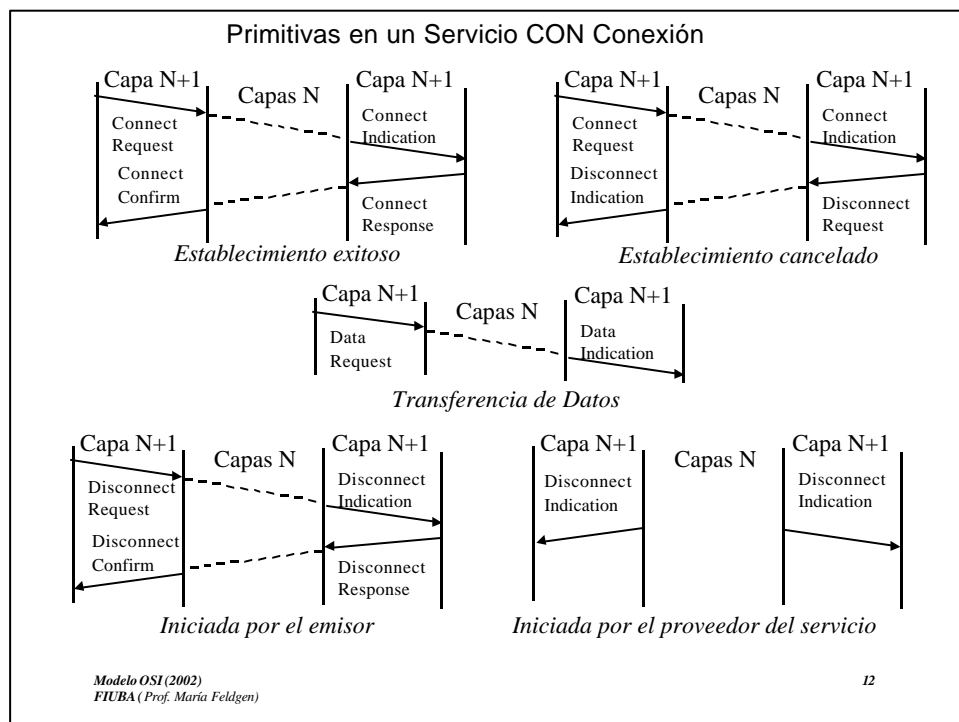 Primitivas en un Servicio CON Conexión
Capa N+1
Capas N
Capa N+1
Connect
Request
Connect
Indication
Connect
Confirm
Connect
Response
Establecimiento exitoso
Capa N+1
Capas N
Capa N+1
Connect
Request
Connect
Indication
Disconnect
Indication
Disconnect
Request
Establecimiento cancelado
Capa N+1
Capas N
Capa N+1
Data
Request
Data
Indication
Transferencia de Datos
Capa N+1
Capas N
Capa N+1
Disconnect
Request
Disconnect
Indication
Disconnect
Confirm
Disconnect
Response
Iniciada por el emisor
Capa N+1
Capas N
Capa N+1
Disconnect
Indication
Disconnect
Indication
Iniciada por el proveedor del servicio
Modelo OSI (2002)
FIUBA ( Prof. María Feldgen)
12